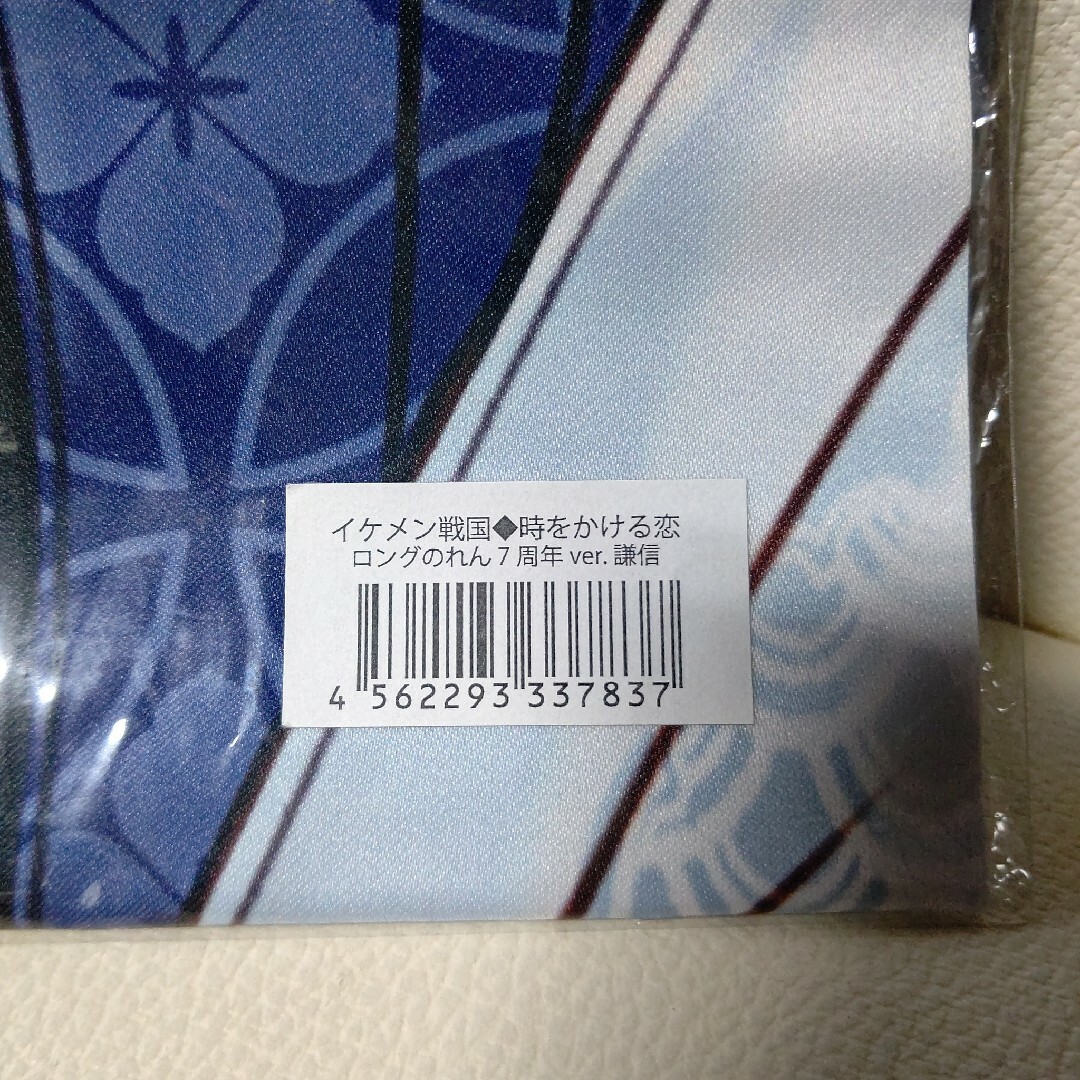 イケメン戦国◆時をかける恋
ロングのれん 7 周年 ver. 謙信
4 562293 337837